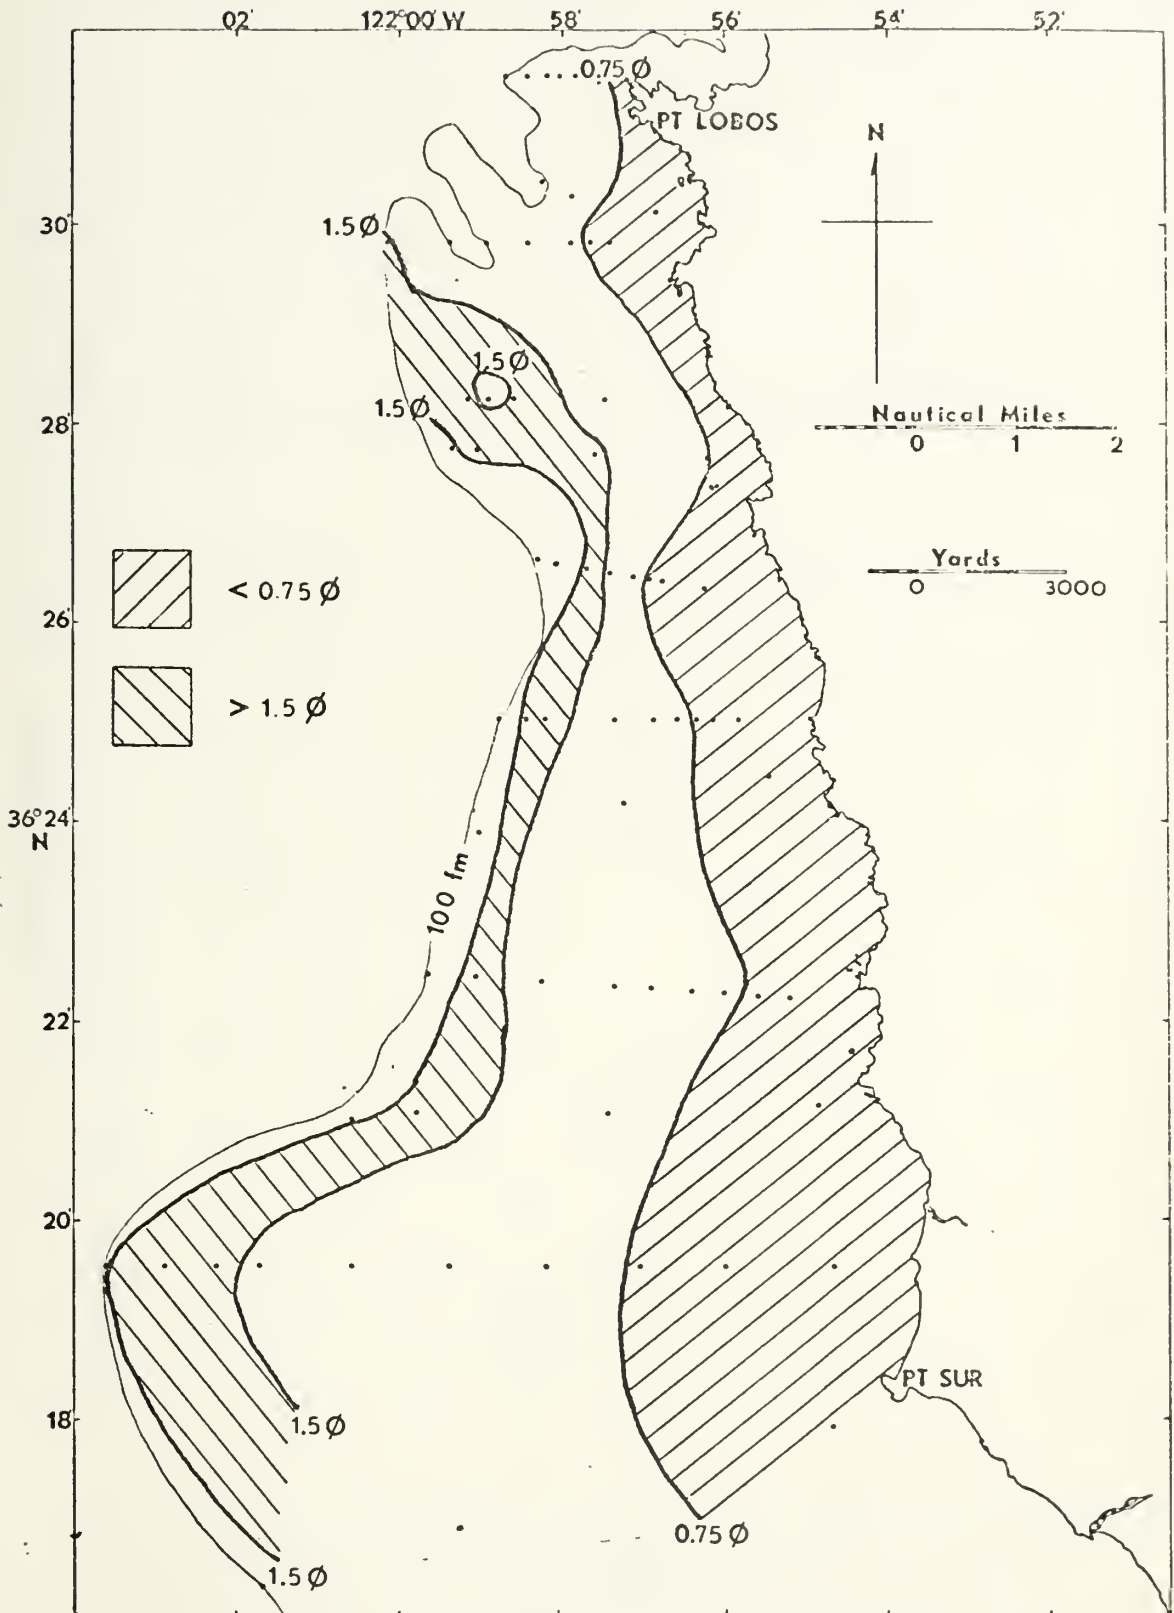 02' 122°00' W 58' 56' 54' 52'
0.75 Ø
PT LOBOS
N
30'
1.5 Ø
1.5 Ø
1.5 Ø
28'
Nautical Miles
0 1 2
Yards
0 3000
< 0.75 Ø
26'
> 1.5 Ø
36°24'
N
100 fm
22'
20'
PT SUR
18'
1.5 Ø
0.75 Ø
1.5 Ø